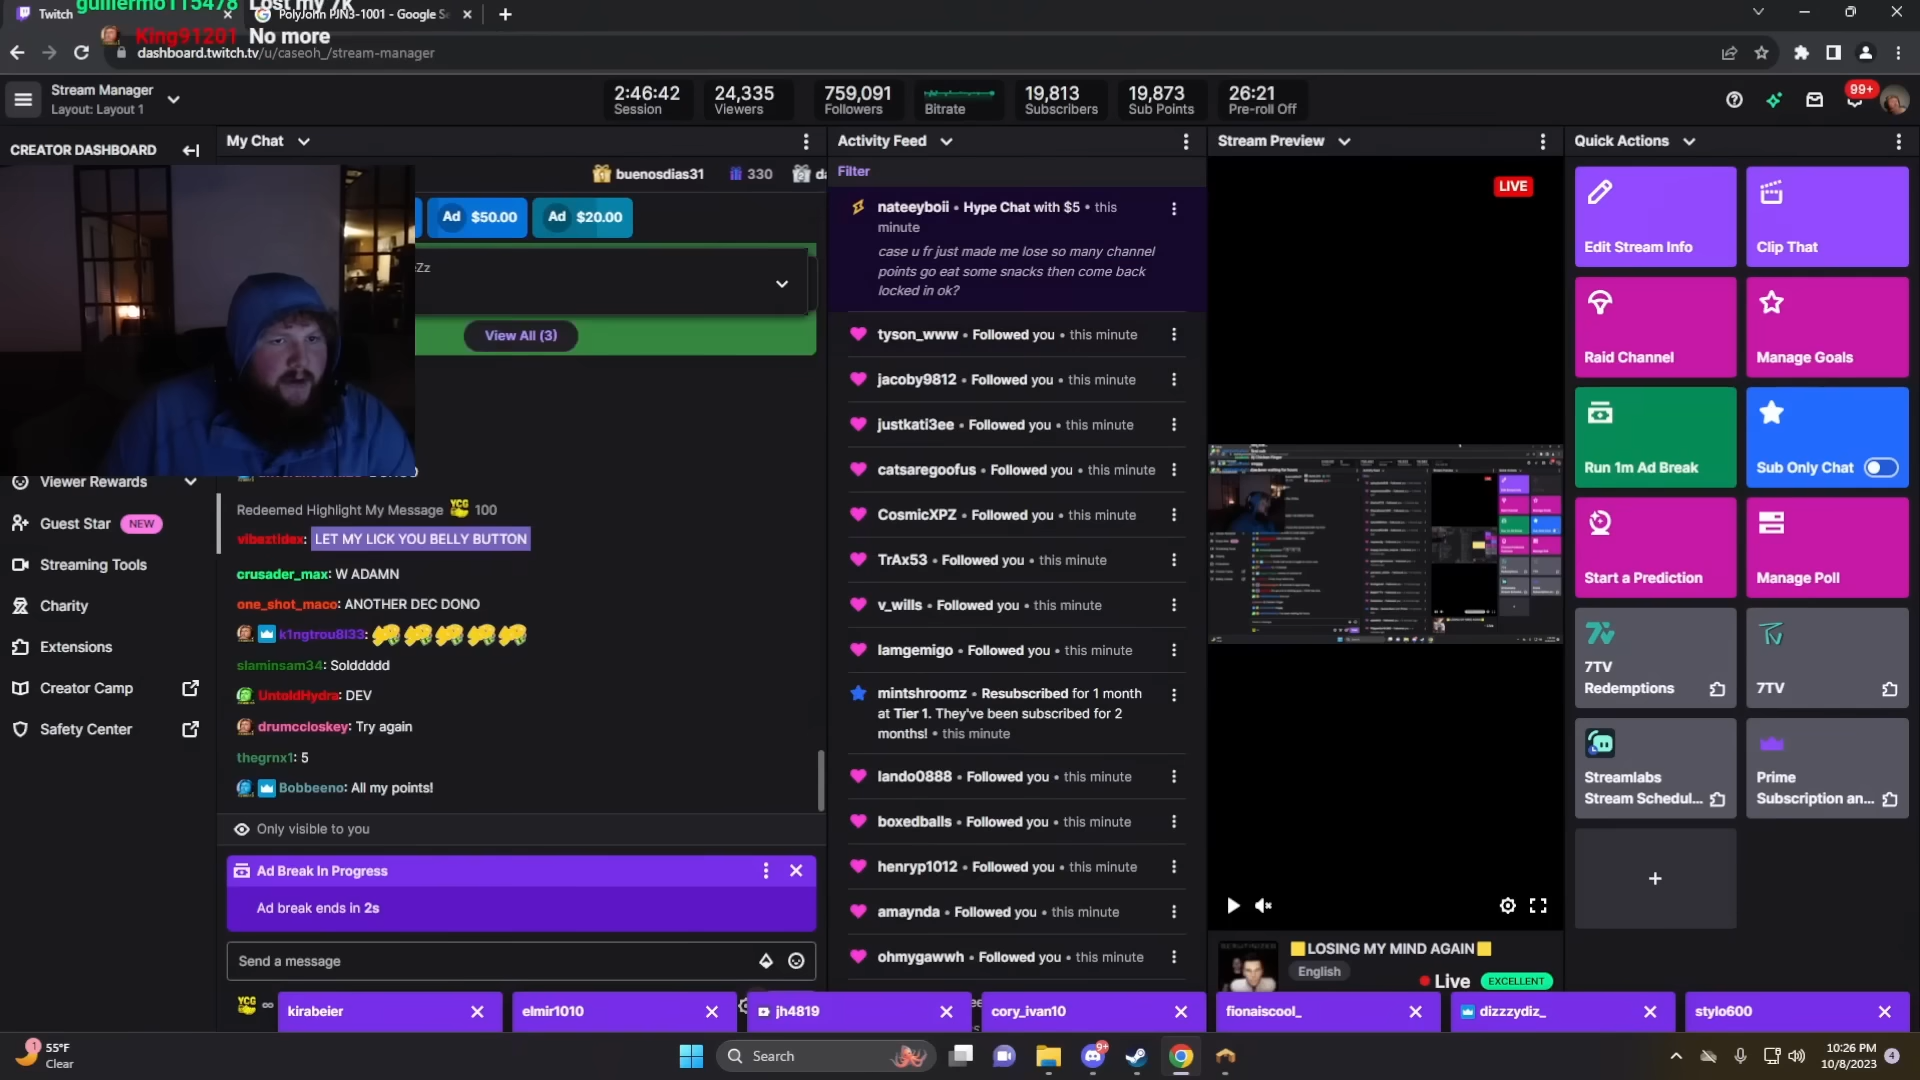 guillermo115478 Lost my 7k
King91201 No more
Twitch
PolyJohn PJN3-1001 - Google Se
dashboard.twitch.tv/u/caseoh_/stream-manager
Stream Manager
Layout: Layout 1
2:46:42
Session
24,335
Viewers
759,091
Followers
Bitrate
19,813
Subscribers
19,873
Sub Points
26:21
Pre-roll Off
99+
CREATOR DASHBOARD
Viewer Rewards
Guest Star NEW
Streaming Tools
Charity
Extensions
Creator Camp
Safety Center
My Chat
buenosdias31 330
Ad $50.00
Ad $20.00
View All (3)
Redeemed Highlight My Message YCG 100
vibeztidex: LET MY LICK YOU BELLY BUTTON
crusader_max: W ADAMN
one_shot_maco: ANOTHER DEC DONO
k1ngtrou8l33:
slaminsam34: Solddddd
UntoldHydra: DEV
drumccloskey: Try again
thegrnx1: 5
Bobbeeno: All my points!
Only visible to you
Ad Break In Progress
Ad break ends in 2s
Send a message
YCG ∞
Activity Feed
Filter
nateeyboii • Hype Chat with $5 • this
minute
case u fr just made me lose so many channel
points go eat some snacks then come back
locked in ok?
tyson_www • Followed you • this minute
jacoby9812 • Followed you • this minute
justkati3ee • Followed you • this minute
catsaregoofus • Followed you • this minute
CosmicXPZ • Followed you • this minute
TrAx53 • Followed you • this minute
v_wills • Followed you • this minute
Iamgemigo • Followed you • this minute
mintshroomz • Resubscribed for 1 month
at Tier 1. They've been subscribed for 2
months! • this minute
lando0888 • Followed you • this minute
boxedballs • Followed you • this minute
henryp1012 • Followed you • this minute
amaynda • Followed you • this minute
ohmygawwh • Followed you • this minute
Stream Preview
LIVE
LOSING MY MIND AGAIN
English
Live EXCELLENT
Quick Actions
Edit Stream Info
Clip That
Raid Channel
Manage Goals
Run 1m Ad Break
Sub Only Chat
Start a Prediction
Manage Poll
7TV
Redemptions
7TV
Streamlabs
Stream Schedul...
Prime
Subscription an...
+
kirabeier
elmir1010
jh4819
cory_ivan10
fionaiscool_
dizzzydiz_
stylo600
1
55°F
Clear
Search
9+
10:26 PM
10/8/2023
4